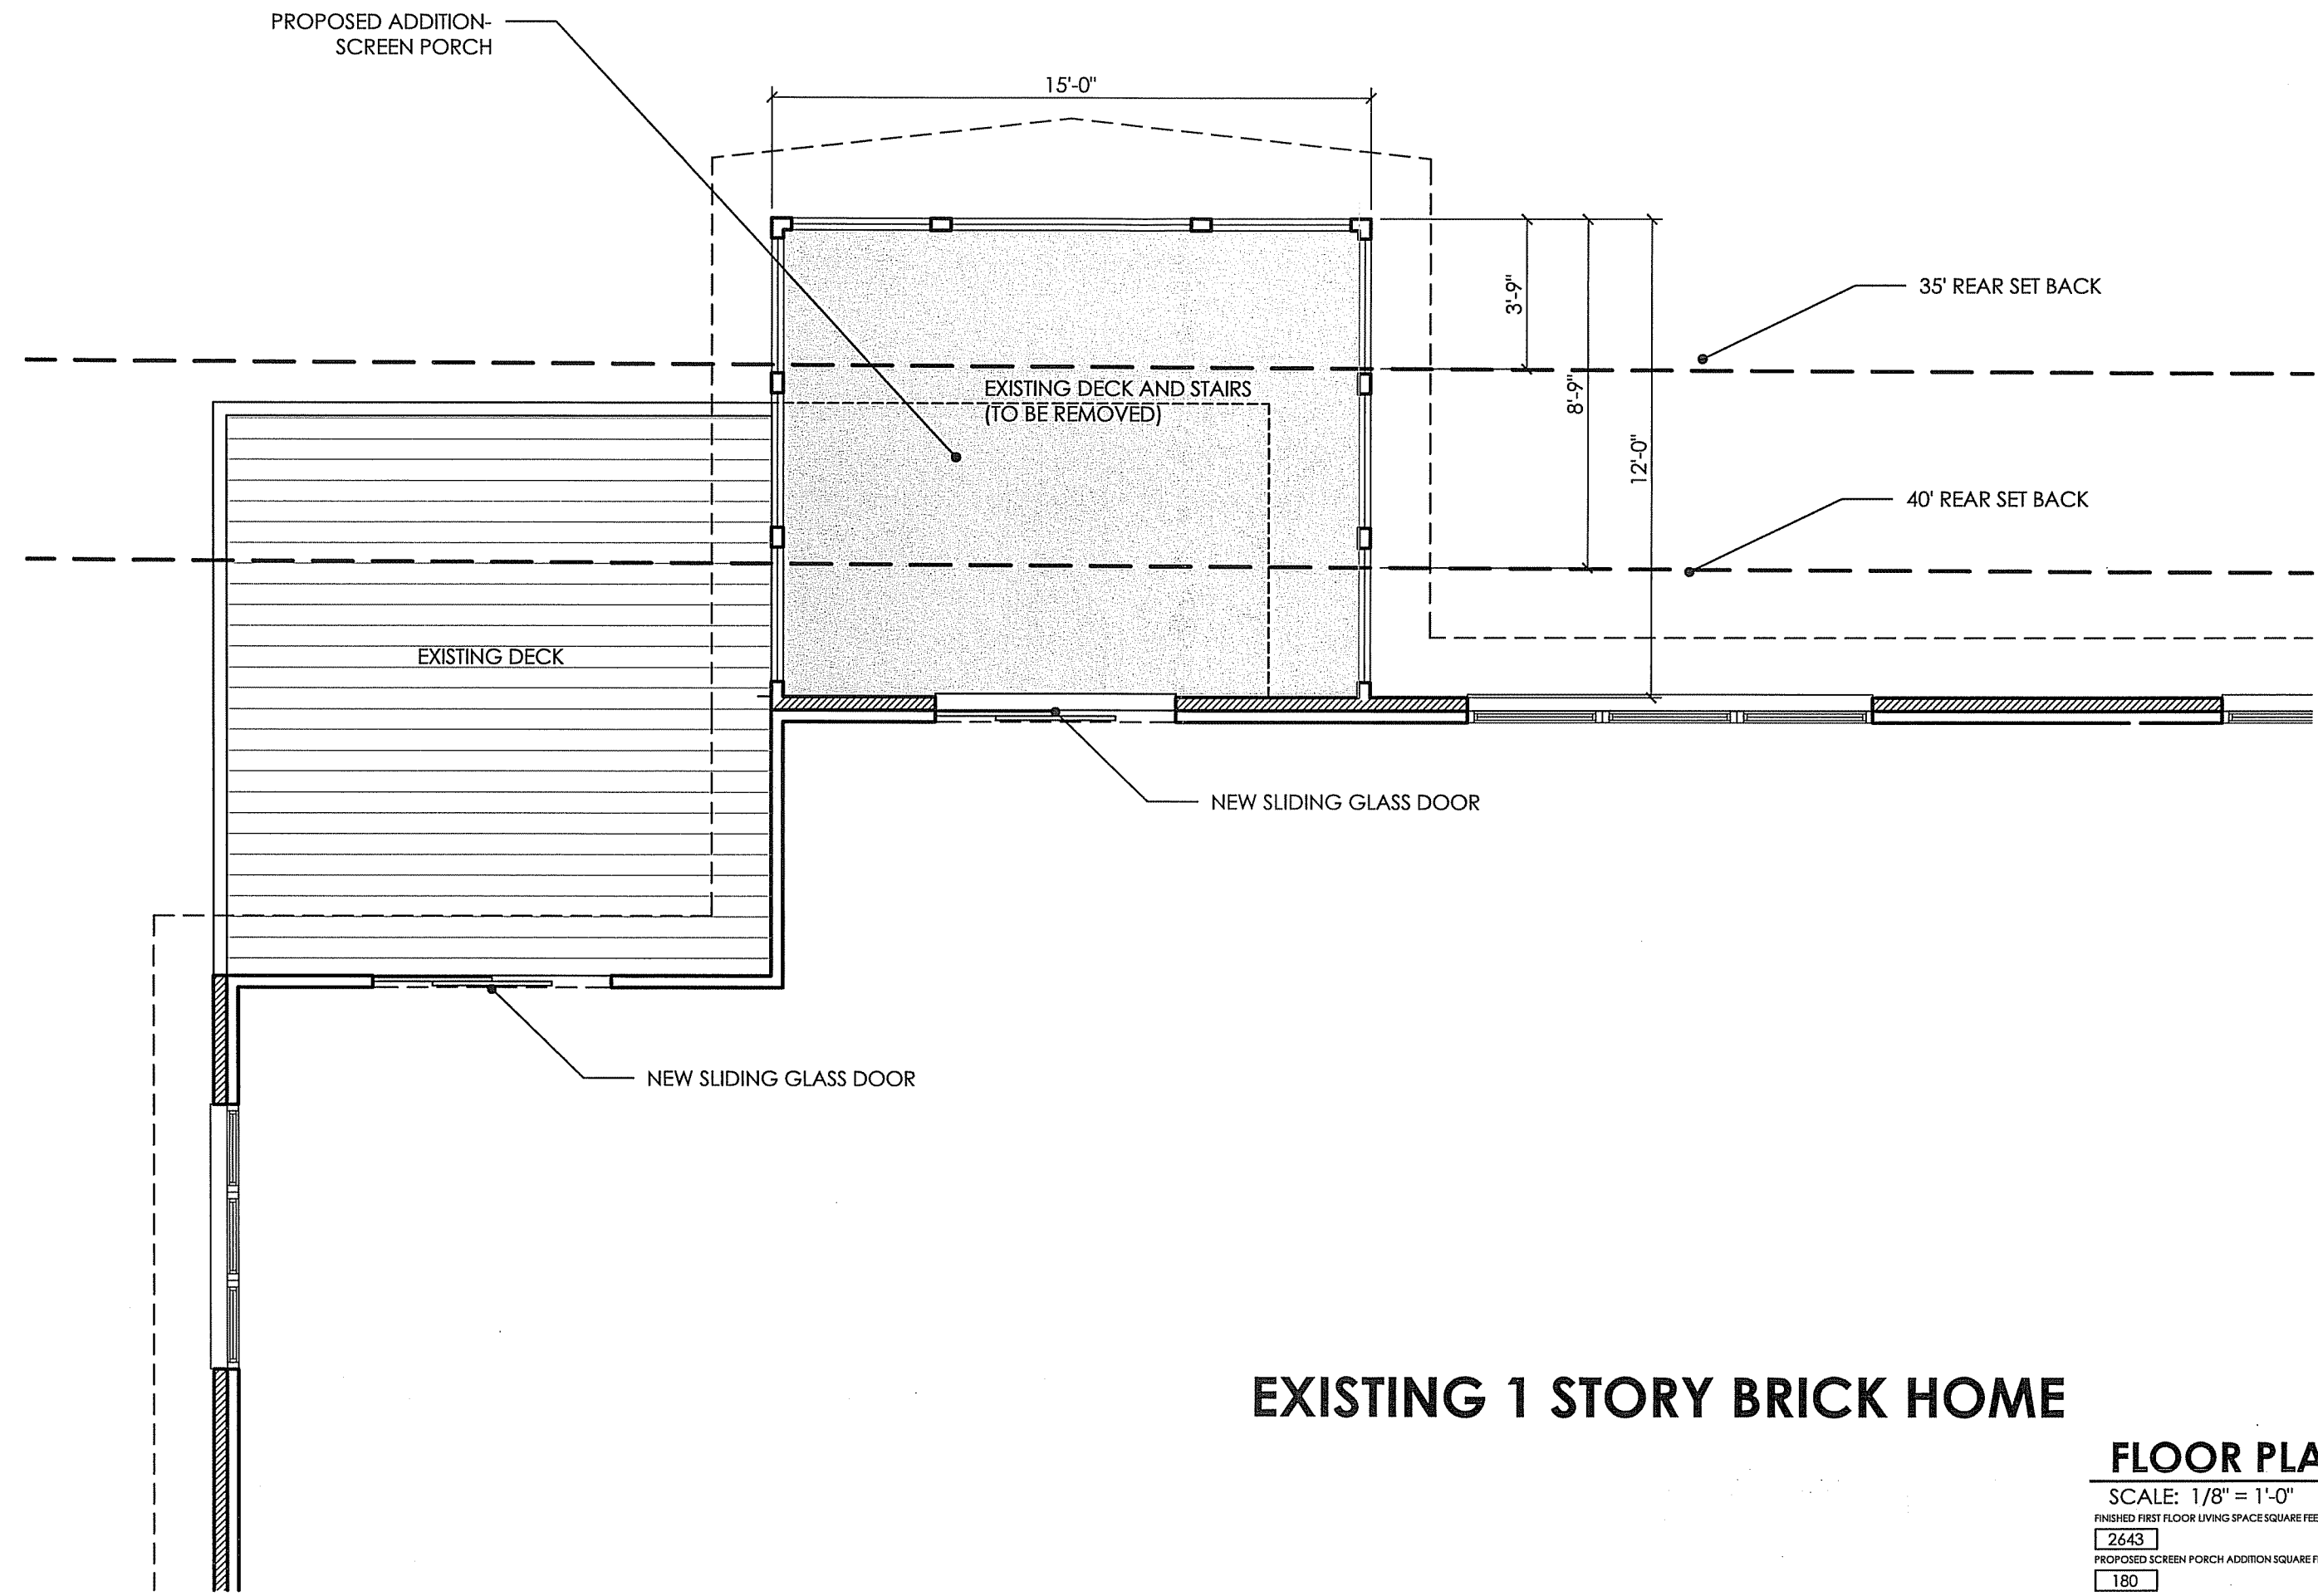 PROPOSED ADDITION-
SCREEN PORCH
15'-0"
3'-9"
8'-9"
12'-0"
35' REAR SET BACK
EXISTING DECK AND STAIRS
(TO BE REMOVED)
40' REAR SET BACK
EXISTING DECK
NEW SLIDING GLASS DOOR
NEW SLIDING GLASS DOOR
EXISTING 1 STORY BRICK HOME
FLOOR PLA
SCALE: 1/8" = 1'-0"
FINISHED FIRST FLOOR LIVING SPACE SQUARE FEE
2643
PROPOSED SCREEN PORCH ADDITION SQUARE F
180